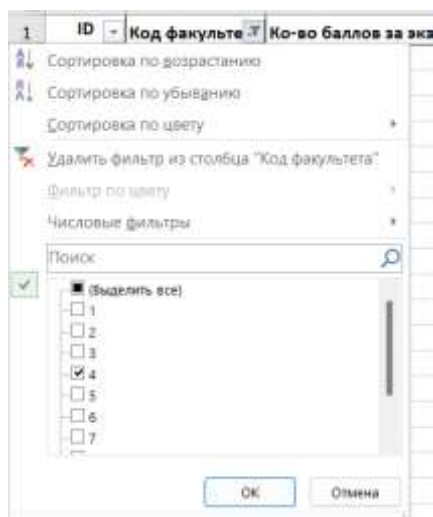 1 ID Код факульте Ко-во баллов за экз
Сортировка по возрастанию
Сортировка по убыванию
Сортировка по цвету
Удалить фильтр из столбца "Код факультета"
Фильтр по цвету
Числовые фильтры
Поиск
(Выделить все)
1
2
3
4
5
6
7
ОК Отмена